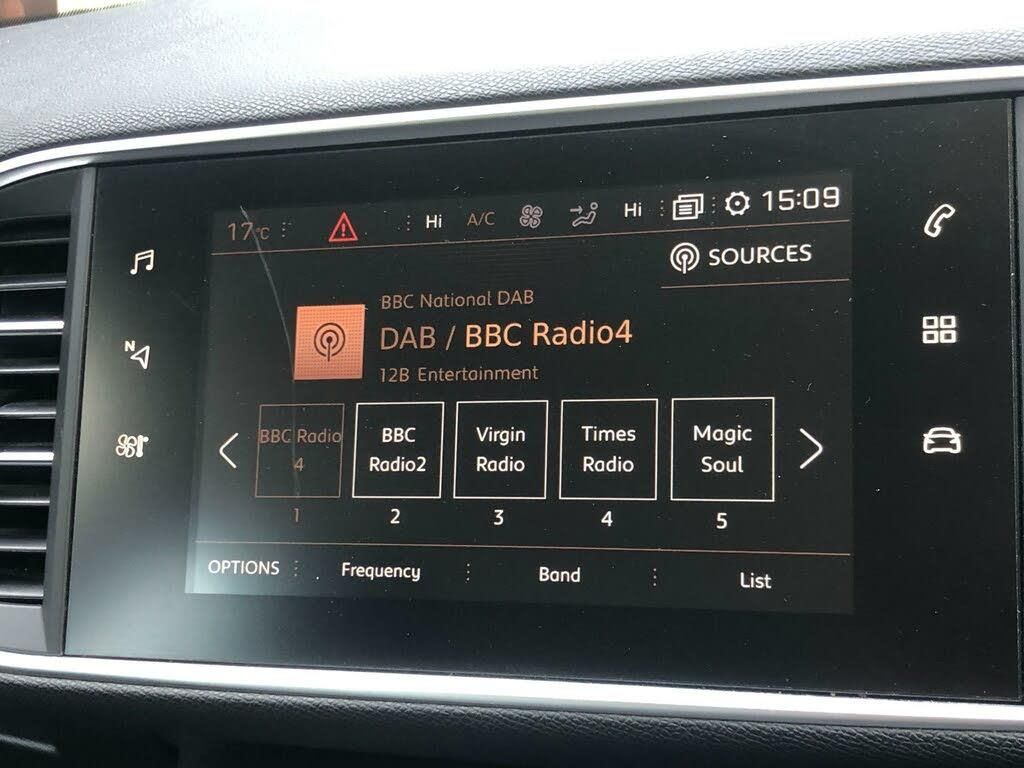 17°C Hi A/C Hi 15:09
SOURCES
BBC National DAB
DAB / BBC Radio4
12B Entertainment
N
BBC Radio
4
BBC
Radio2
Virgin
Radio
Times
Radio
Magic
Soul
1 2 3 4 5
OPTIONS Frequency Band List